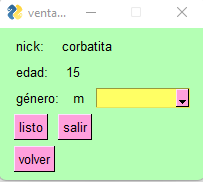 venta...
nick: corbatita
edad: 15
género: m
listo salir
volver